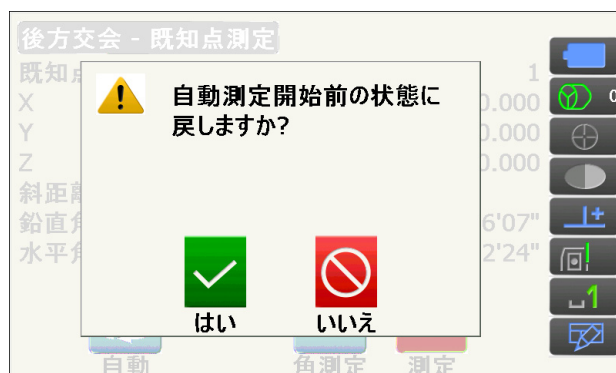 後方交会 - 既知点測定
既知点 1
X 0.000
自動測定開始前の状態に
戻しますか?
Y 0.000
Z 0.000
斜距離
鉛直角 6'07"
水平角 2'24"
はい いいえ
自動 角測定 測定